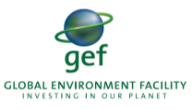 gef
GLOBAL ENVIRONMENT FACILITY
INVESTING IN OUR PLANET